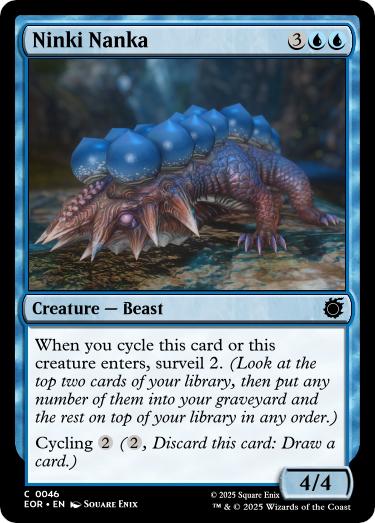 Ninki Nanka 3
Creature — Beast
When you cycle this card or this
creature enters, surveil 2. (Look at the
top two cards of your library, then put any
number of them into your graveyard and
the rest on top of your library in any order.)
Cycling 2 (2, Discard this card: Draw a
card.)
4/4
C 0046
EOR • EN SQUARE ENIX
© 2025 Square Enix
™ & © 2025 Wizards of the Coast